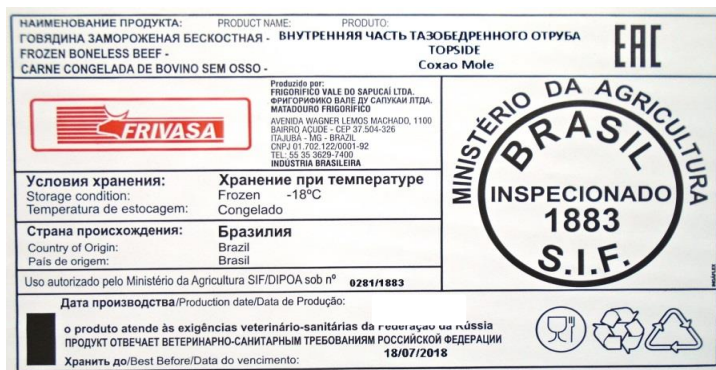 НАИМЕНОВАНИЕ ПРОДУКТА: PRODUCT NAME: PRODUTO:
ГОВЯДИНА ЗАМОРОЖЕНАЯ БЕСКОСТНАЯ - ВНУТРЕННЯЯ ЧАСТЬ ТАЗОБЕДРЕННОГО ОТРУБА
FROZEN BONELESS BEEF - TOPSIDE
CARNE CONGELADA DE BOVINO SEM OSSO - Coxao Mole
EAC
FRIVASA
Produzido por:
FRIGORIFICO VALE DO SAPUCAÍ LTDA.
ФРИГОРИФИКО ВАЛЕ ДУ САПУКАИ ЛТДА.
MATADOURO FRIGORÍFICO
AVENIDA WAGNER LEMOS MACHADO, 1100
BAIRRO AÇUDE - CEP 37.504-326
ITAJUBÁ - MG - BRAZIL
CNPJ 01.702.122/0001-92
TEL: 55 35 3629-7400
INDÚSTRIA BRASILEIRA
MINISTÉRIO DA AGRICULTURA
BRASIL
INSPECIONADO
1883
S.I.F.
Условия хранения: Хранение при температуре
Storage condition: Frozen -18ºC
Temperatura de estocagem: Congelado
Страна происхождения: Бразилия
Country of Origin: Brazil
País de origem: Brasil
Uso autorizado pelo Ministério da Agricultura SIF/DIPOA sob nº 0281/1883
Дата производства/Production date/Data de Produção:
o produto atende às exigências veterinário-sanitárias da Federação da Rússia
ПРОДУКТ ОТВЕЧАЕТ ВЕТЕРИНАРНО-САНИТАРНЫМ ТРЕБОВАНИЯМ РОССИЙСКОЙ ФЕДЕРАЦИИ
18/07/2018
Хранить до/Best Before/Data do vencimento: